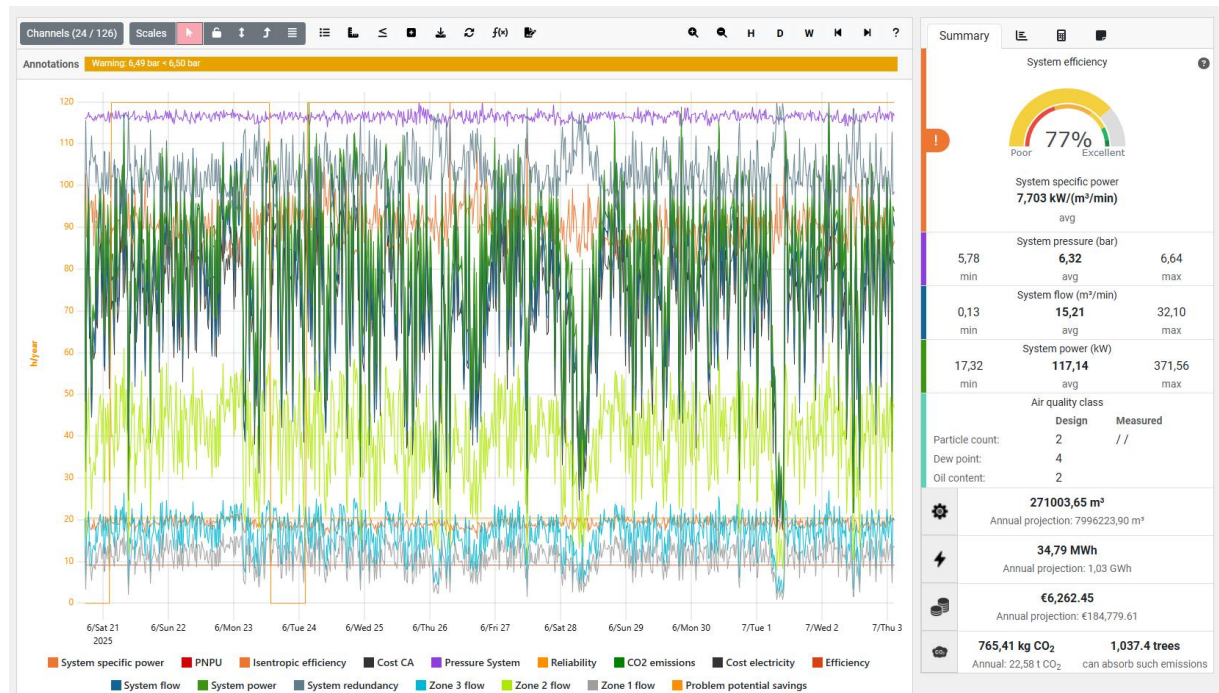 Channels (24 / 126) Scales f(x) H D W ?
Annotations Warning: 6,49 bar < 6,50 bar
120
110
100
90
80
70
60
50
40
30
20
10
0
h/year
6/Sat 21 6/Sun 22 6/Mon 23 6/Tue 24 6/Wed 25 6/Thu 26 6/Fri 27 6/Sat 28 6/Sun 29 6/Mon 30 7/Tue 1 7/Wed 2 7/Thu 3
2025
System specific power PNPU Isentropic efficiency Cost CA Pressure System Reliability CO2 emissions Cost electricity Efficiency
System flow System power System redundancy Zone 3 flow Zone 2 flow Zone 1 flow Problem potential savings
Summary
System efficiency ?
!
77%
Poor Excellent
System specific power
7,703 kW/(m³/min)
avg
System pressure (bar)
5,78 6,32 6,64
min avg max
System flow (m³/min)
0,13 15,21 32,10
min avg max
System power (kW)
17,32 117,14 371,56
min avg max
Air quality class
Design Measured
Particle count: 2 / /
Dew point: 4
Oil content: 2
271003,65 m³
Annual projection: 7996223,90 m³
34,79 MWh
Annual projection: 1,03 GWh
€6,262.45
Annual projection: €184,779.61
CO₂
765,41 kg CO₂ 1,037.4 trees
Annual: 22,58 t CO₂ can absorb such emissions